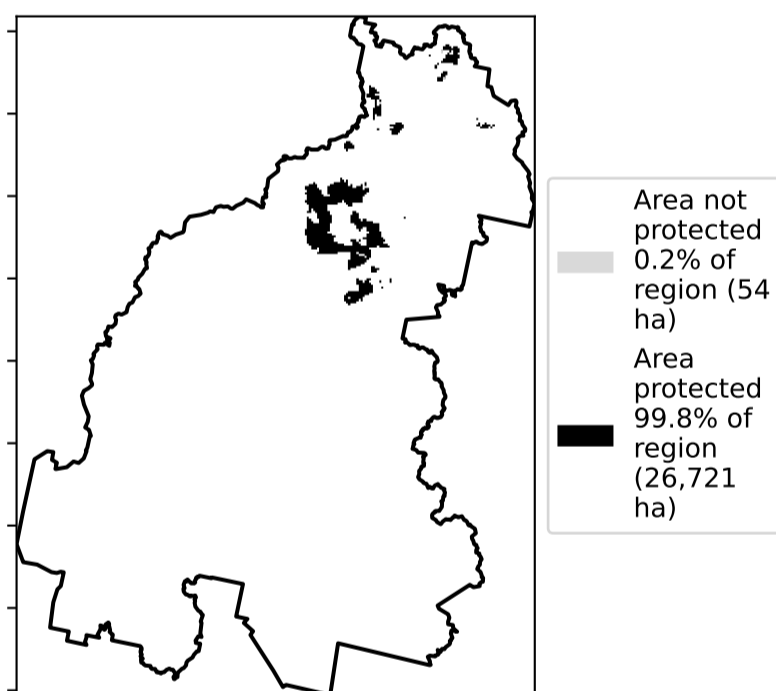 Area not
protected
0.2% of
region (54
ha)
Area
protected
99.8% of
region
(26,721
ha)